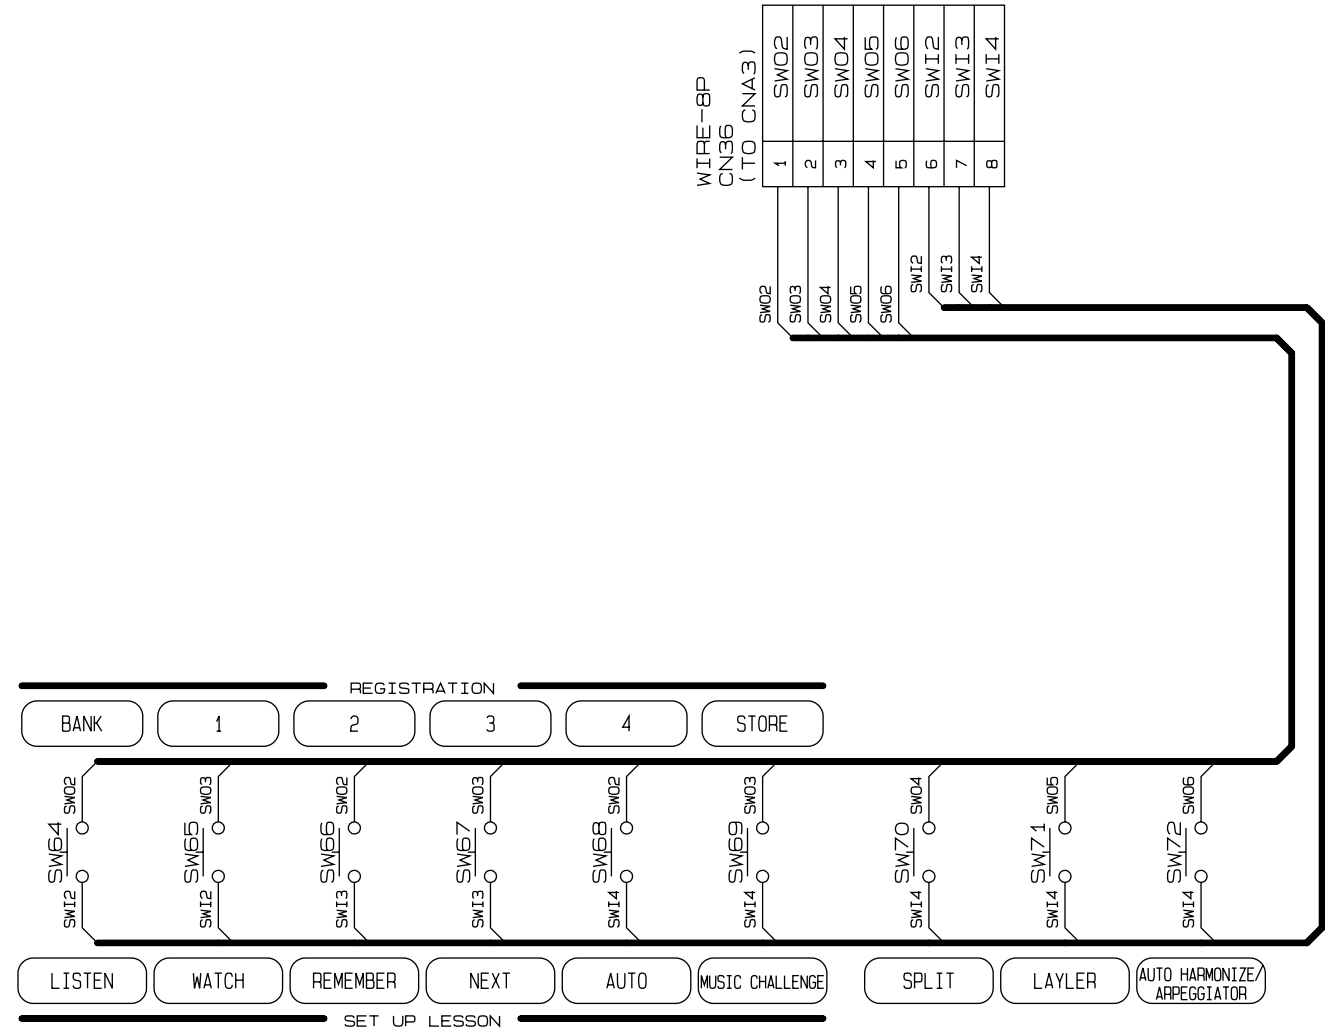 WIRE-8P
CN36
(TO CNA3)
SWO2 SWO3 SWO4 SWO5 SWO6 SWI2 SWI3 SWI4
1 2 3 4 5 6 7 8
SWI2 SWI3 SWI4
SWO2 SWO3 SWO4 SWO5 SWO6
REGISTRATION
BANK 1 2 3 4 STORE
SWO2 SWO3 SWO2 SWO3 SWO2 SWO3 SWO4 SWO5 SWO6
SW64 SW65 SW66 SW67 SW68 SW69 SW70 SW71 SW72
SWI2 SWI2 SWI3 SWI3 SWI4 SWI4 SWI4 SWI4 SWI4
LISTEN WATCH REMEMBER NEXT AUTO MUSIC CHALLENGE SPLIT LAYLER AUTO HARMONIZE/
ARPEGGIATOR
SET UP LESSON